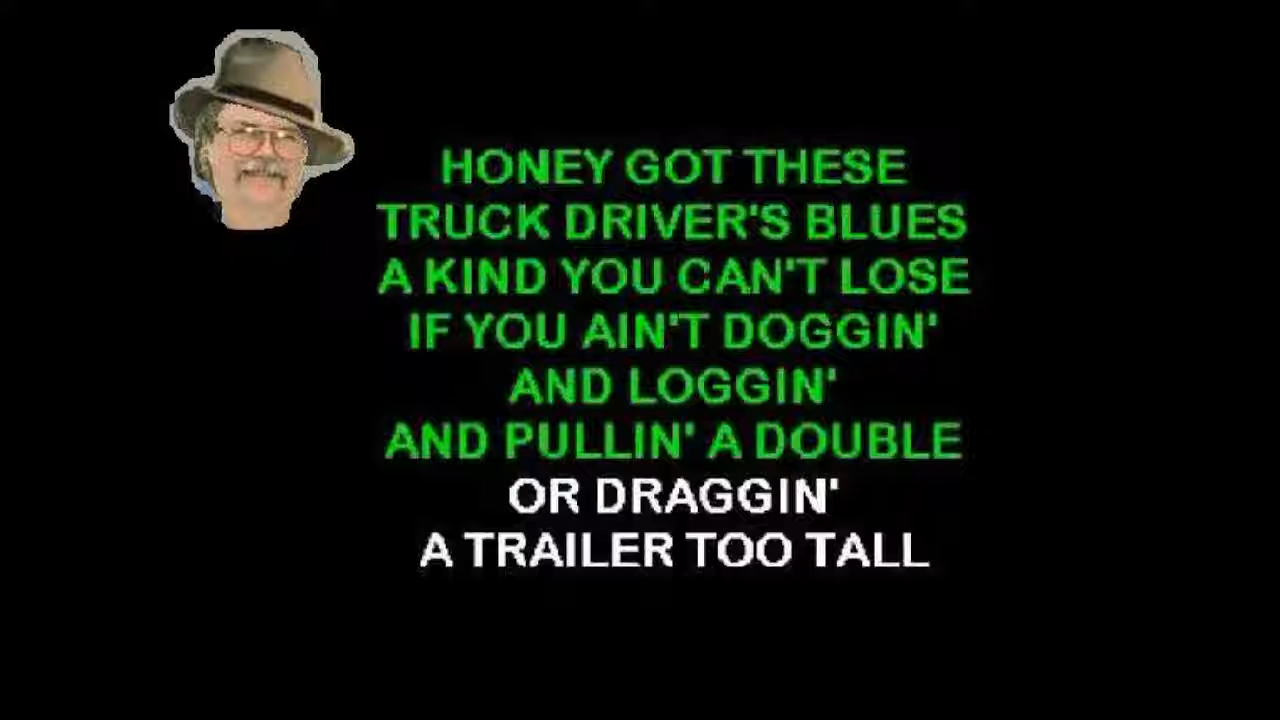 HONEY GOT THESE
TRUCK DRIVER'S BLUES
A KIND YOU CAN'T LOSE
IF YOU AIN'T DOGGIN'
AND LOGGIN'
AND PULLIN' A DOUBLE
OR DRAGGIN'
A TRAILER TOO TALL